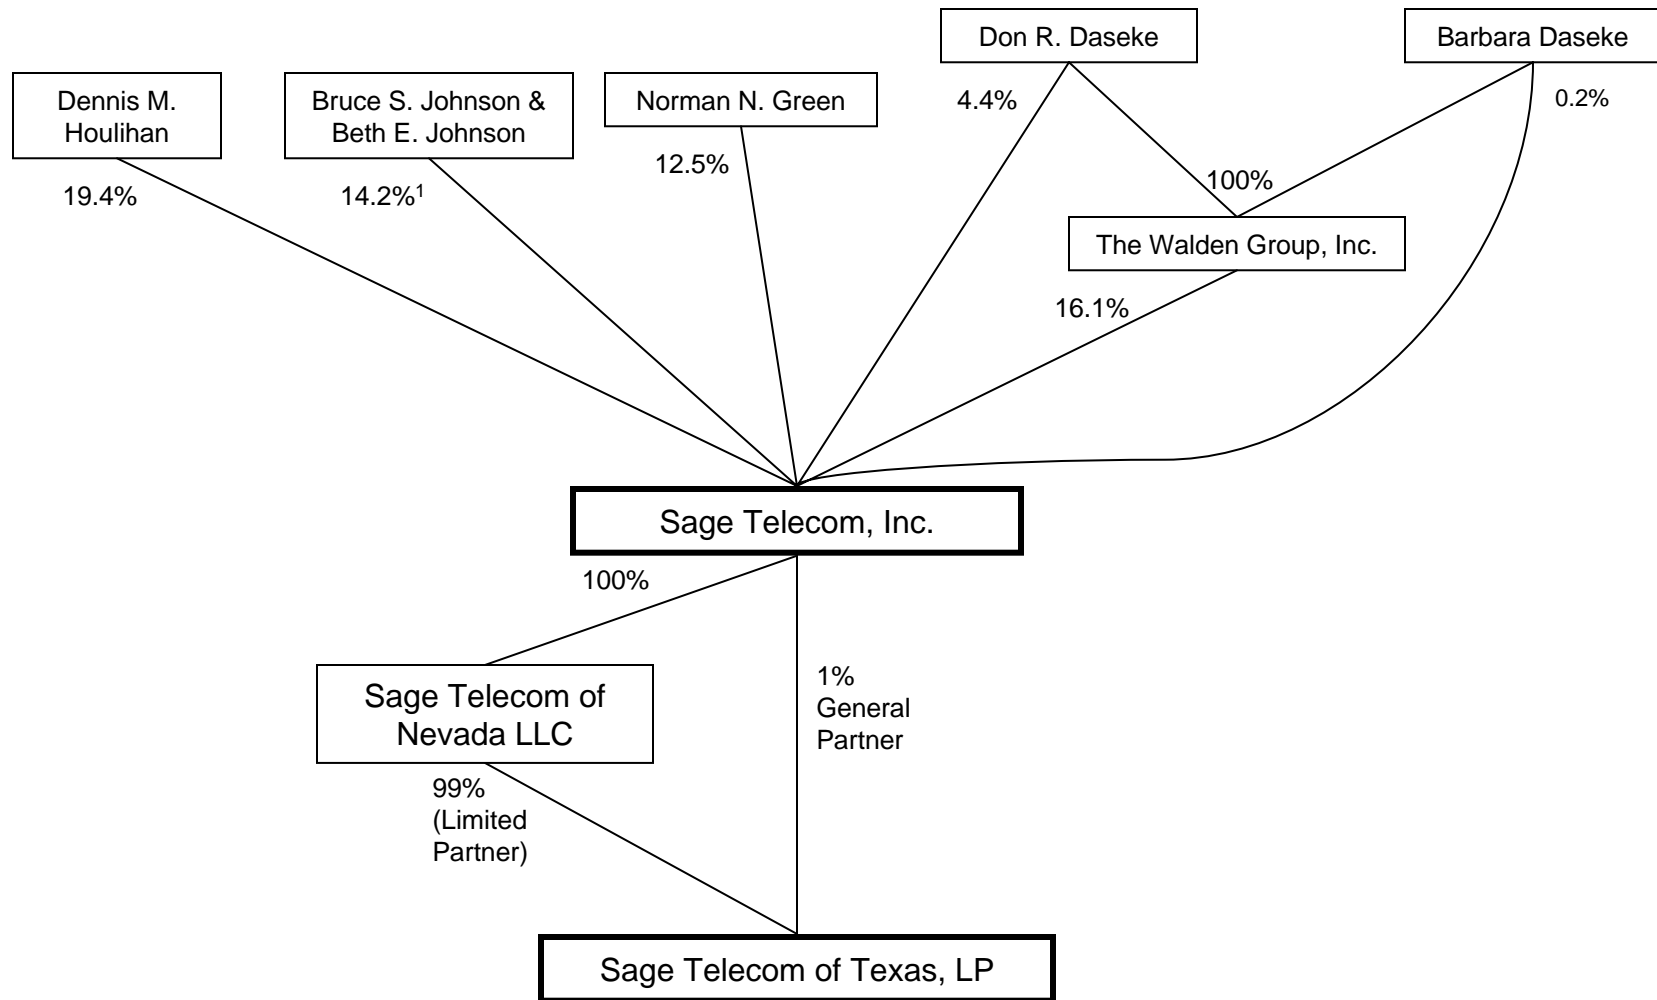 Don R. Daseke
Barbara Daseke
Dennis M.
Houlihan
Bruce S. Johnson &
Beth E. Johnson
Norman N. Green
4.4%
0.2%
19.4%
14.2%¹
12.5%
100%
The Walden Group, Inc.
16.1%
Sage Telecom, Inc.
100%
Sage Telecom of
Nevada LLC
1%
General
Partner
99%
(Limited
Partner)
Sage Telecom of Texas, LP